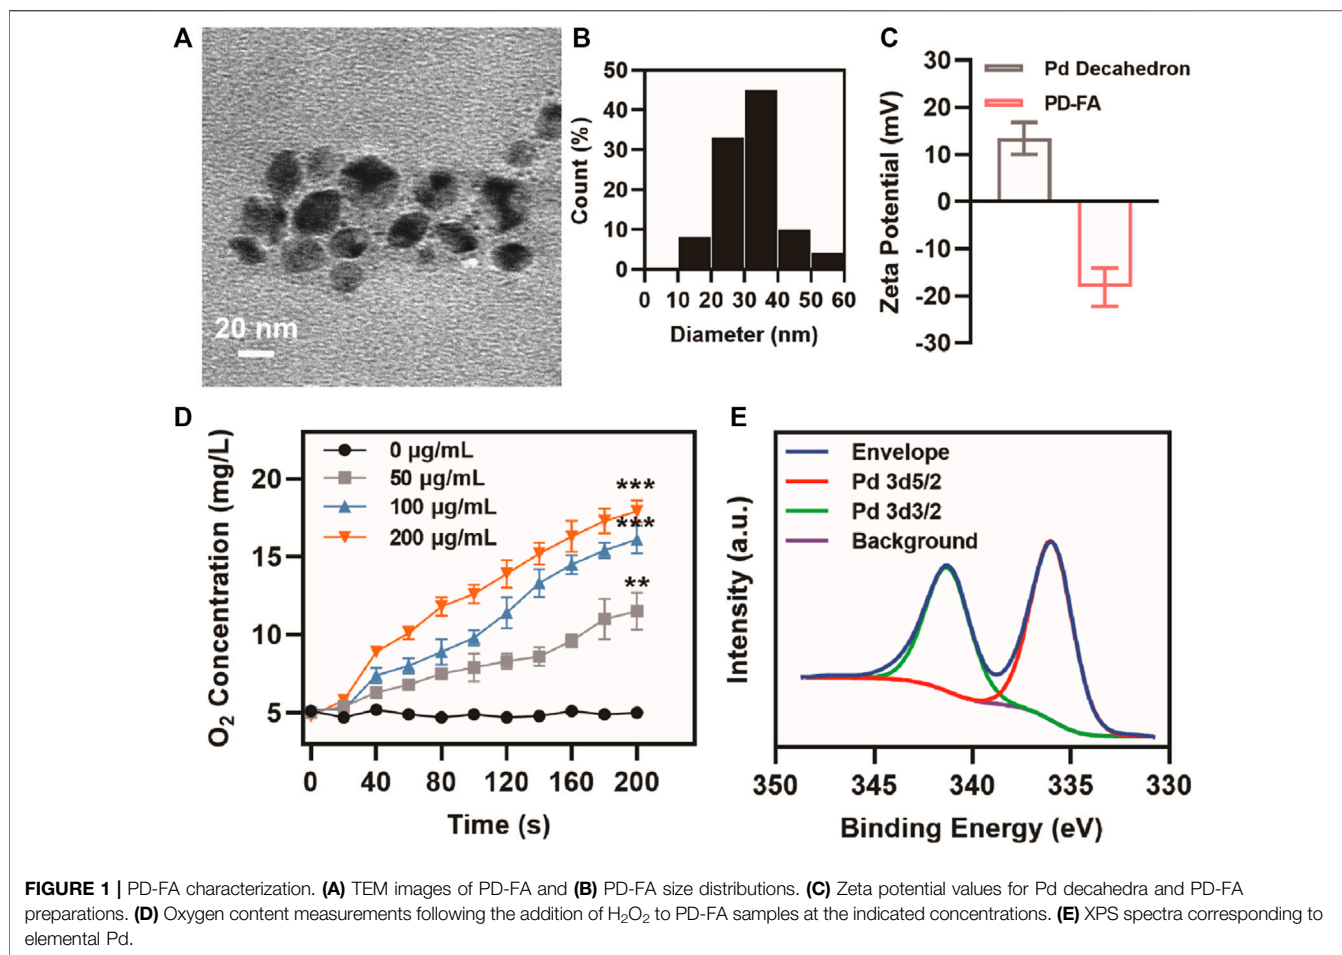 A
20 nm
B
50
40
30
20
10
0
Count (%)
0 10 20 30 40 50 60
Diameter (nm)
C
30
20
10
0
-10
-20
-30
Zeta Potential (mV)
Pd Decahedron
PD-FA
D
O₂ Concentration (mg/L)
20
15
10
5
0 µg/mL
50 µg/mL
100 µg/mL
200 µg/mL
***
***
**
0 40 80 120 160 200
Time (s)
E
Intensity (a.u.)
Envelope
Pd 3d5/2
Pd 3d3/2
Background
350 345 340 335 330
Binding Energy (eV)
FIGURE 1 | PD-FA characterization. (A) TEM images of PD-FA and (B) PD-FA size distributions. (C) Zeta potential values for Pd decahedra and PD-FA
preparations. (D) Oxygen content measurements following the addition of H₂O₂ to PD-FA samples at the indicated concentrations. (E) XPS spectra corresponding to
elemental Pd.